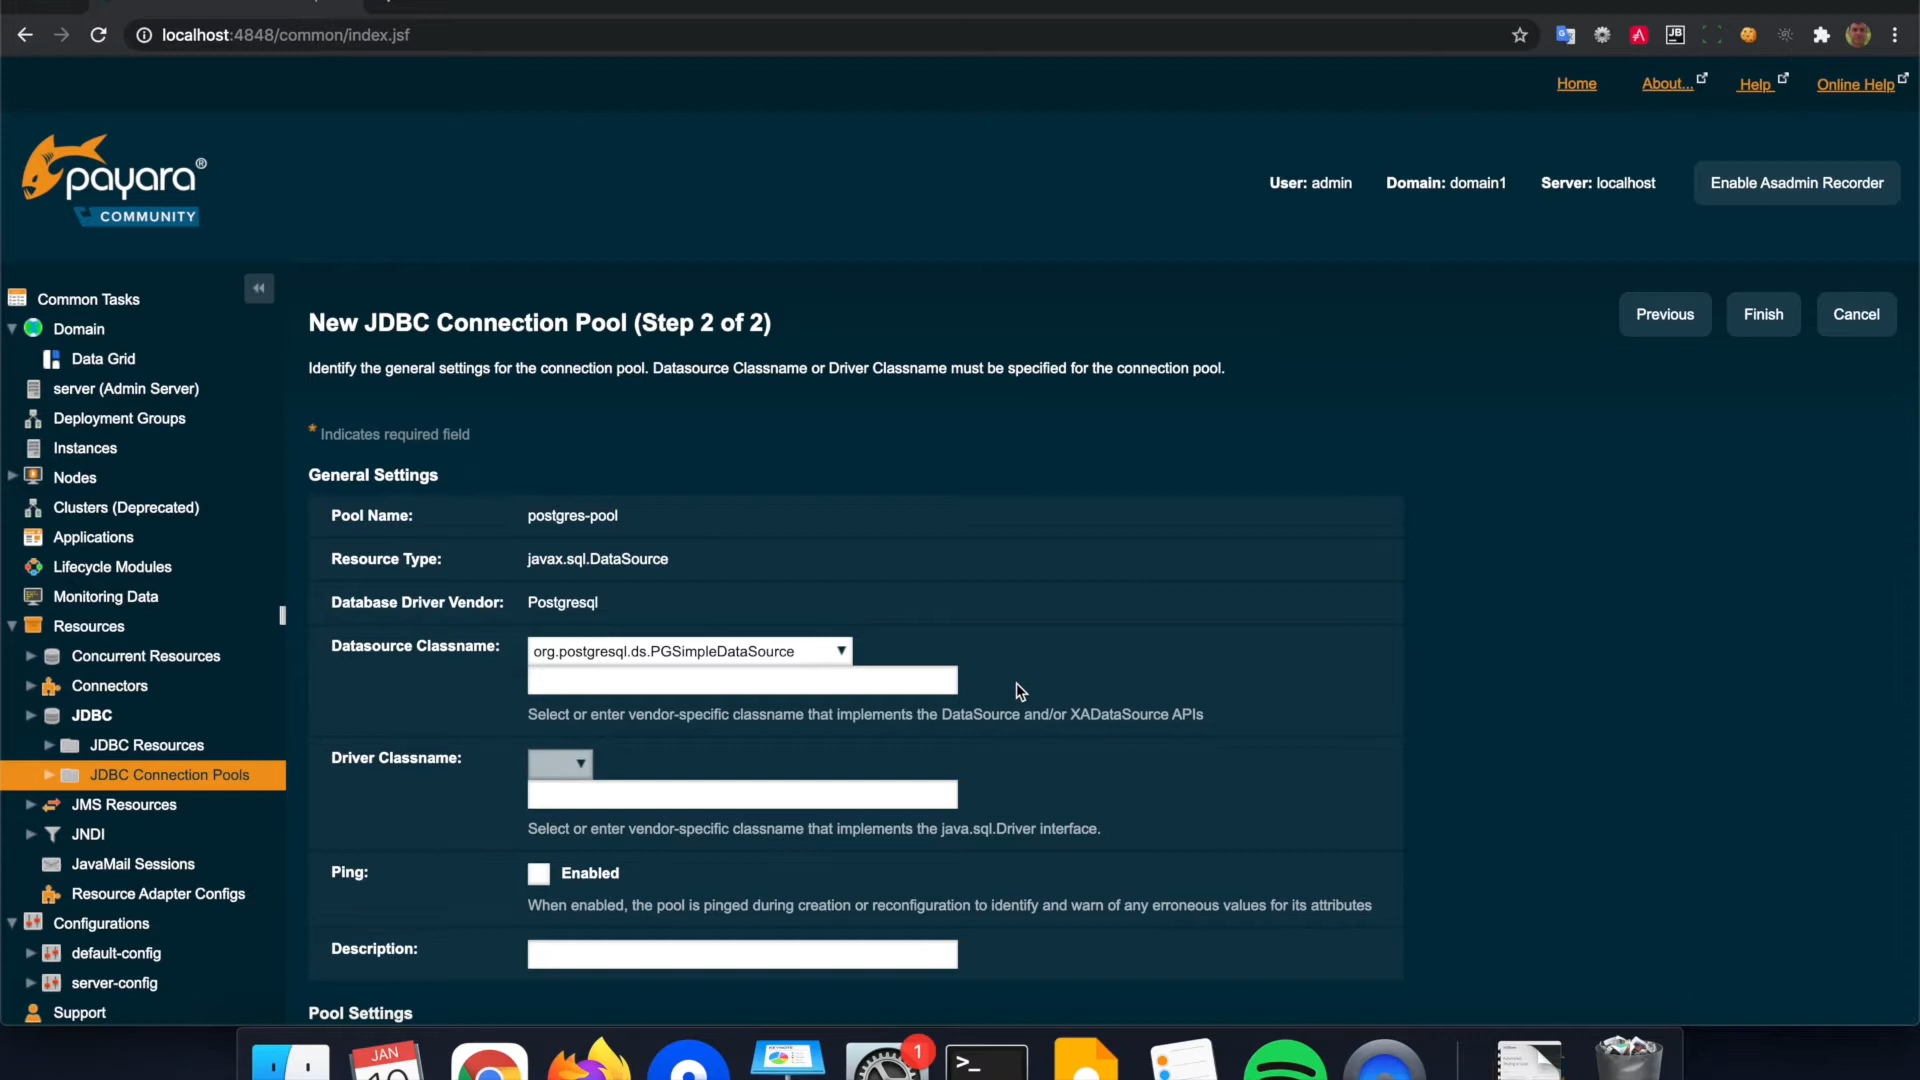 localhost:4848/common/index.jsf
JB
Home About... Help Online Help
payara®
COMMUNITY
User: admin Domain: domain1 Server: localhost Enable Asadmin Recorder
Common Tasks
Domain
Data Grid
server (Admin Server)
Deployment Groups
Instances
Nodes
Clusters (Deprecated)
Applications
Lifecycle Modules
Monitoring Data
Resources
Concurrent Resources
Connectors
JDBC
JDBC Resources
JDBC Connection Pools
JMS Resources
JNDI
JavaMail Sessions
Resource Adapter Configs
Configurations
default-config
server-config
Support
New JDBC Connection Pool (Step 2 of 2)
Previous Finish Cancel
Identify the general settings for the connection pool. Datasource Classname or Driver Classname must be specified for the connection pool.
* Indicates required field
General Settings
Pool Name: postgres-pool
Resource Type: javax.sql.DataSource
Database Driver Vendor: Postgresql
Datasource Classname: org.postgresql.ds.PGSimpleDataSource
Select or enter vendor-specific classname that implements the DataSource and/or XADataSource APIs
Driver Classname:
Select or enter vendor-specific classname that implements the java.sql.Driver interface.
Ping: Enabled
When enabled, the pool is pinged during creation or reconfiguration to identify and warn of any erroneous values for its attributes
Description:
Pool Settings
JAN
1
>_